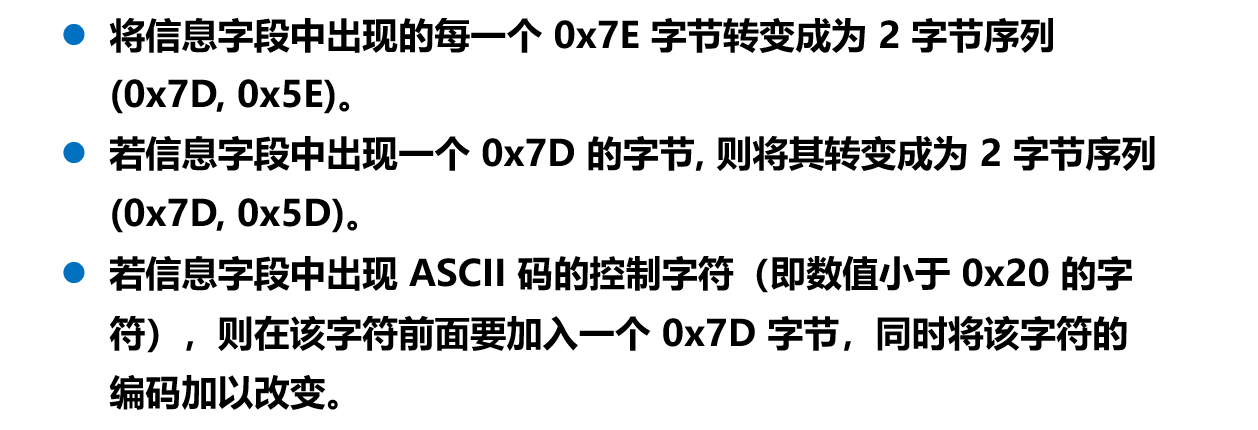 ● 将信息字段中出现的每一个 0x7E 字节转变成为 2 字节序列
(0x7D, 0x5E)。
● 若信息字段中出现一个 0x7D 的字节, 则将其转变成为 2 字节序列
(0x7D, 0x5D)。
● 若信息字段中出现 ASCII 码的控制字符（即数值小于 0x20 的字
符），则在该字符前面要加入一个 0x7D 字节，同时将该字符的
编码加以改变。